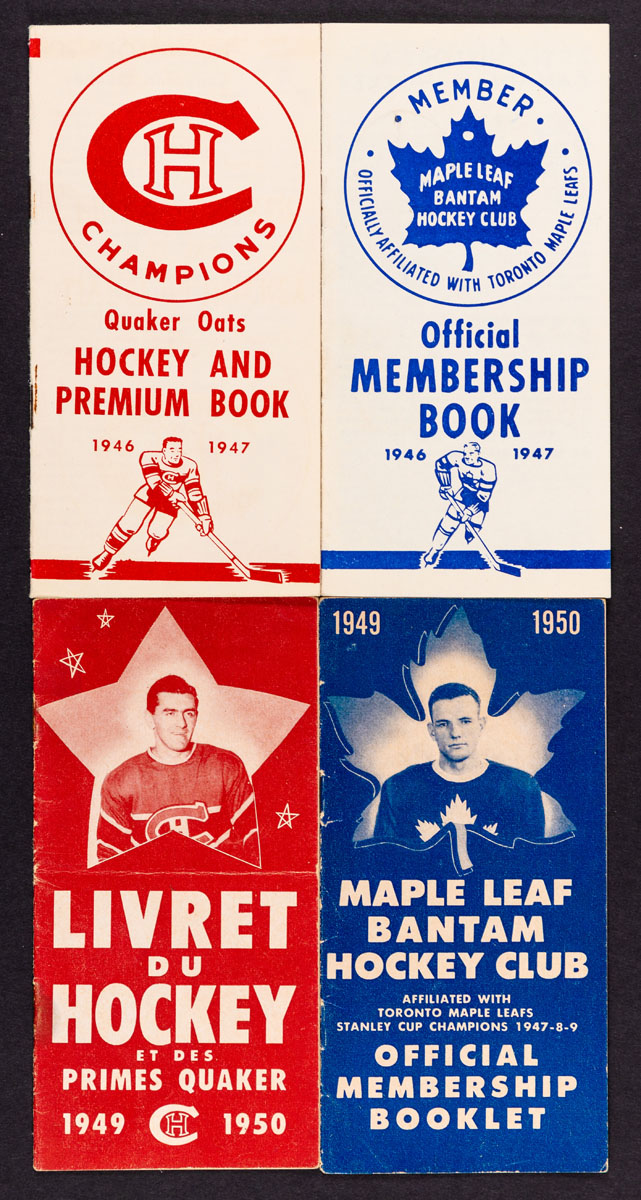 CH
CHAMPIONS
Quaker Oats
HOCKEY AND
PREMIUM BOOK
1946 1947
• MEMBER •
MAPLE LEAF
BANTAM
HOCKEY CLUB
• OFFICIALLY AFFILIATED WITH TORONTO MAPLE LEAFS •
Official
MEMBERSHIP
BOOK
1946 1947
CH
LIVRET
DU
HOCKEY
ET DES
PRIMES QUAKER
1949 CH 1950
1949 1950
MAPLE LEAF
BANTAM
HOCKEY CLUB
AFFILIATED WITH
TORONTO MAPLE LEAFS
STANLEY CUP CHAMPIONS 1947-8-9
OFFICIAL
MEMBERSHIP
BOOKLET